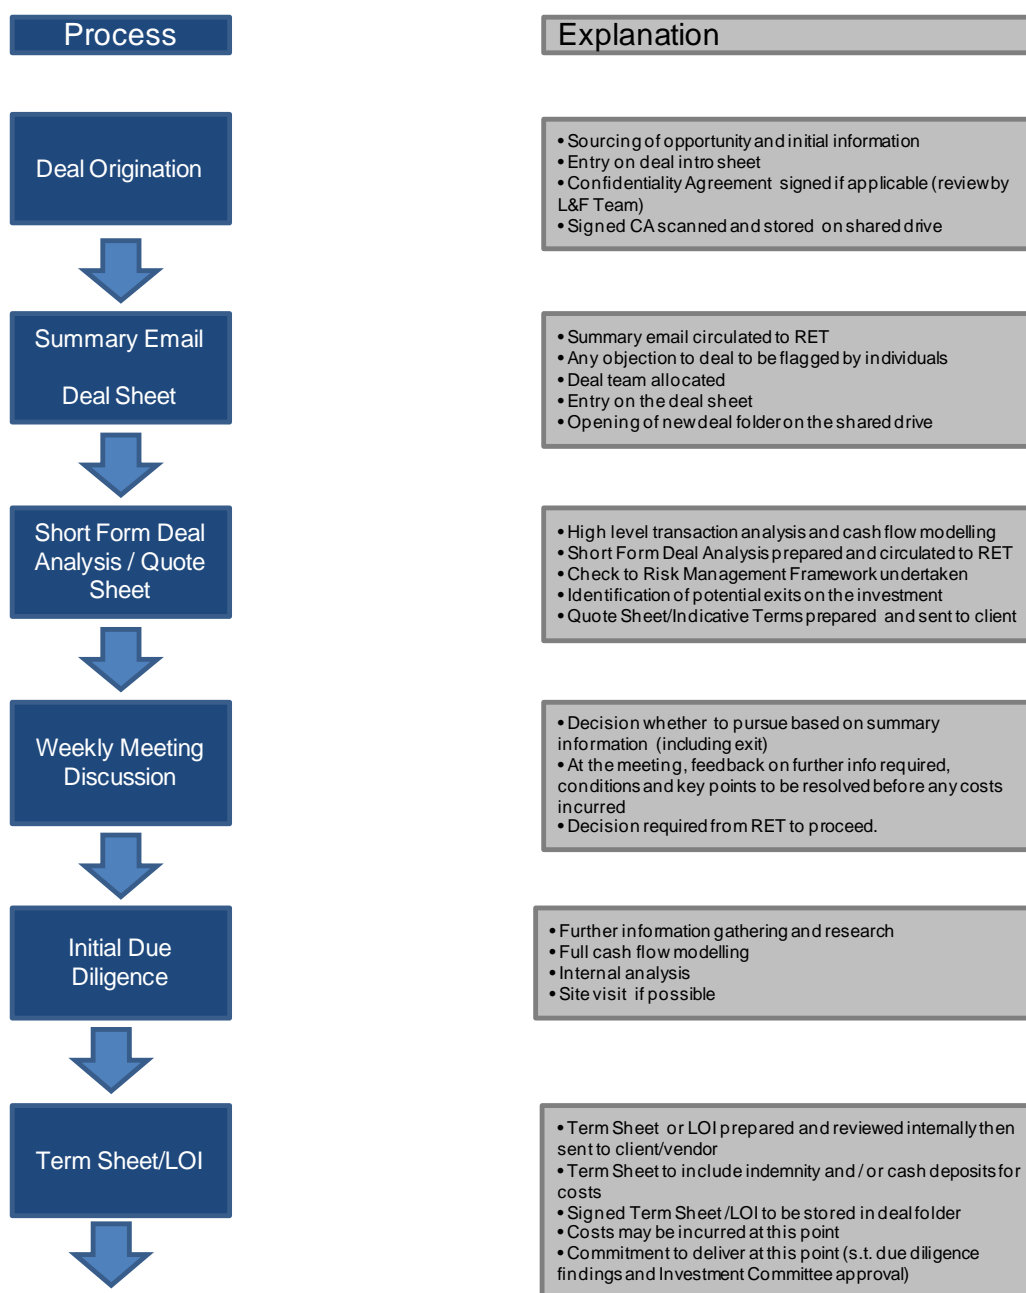 Process
Explanation
Deal Origination
• Sourcing of opportunity and initial information
• Entry on deal intro sheet
• Confidentiality Agreement signed if applicable (review by
L&F Team)
• Signed CA scanned and stored on shared drive
Summary Email
Deal Sheet
• Summary email circulated to RET
• Any objection to deal to be flagged by individuals
• Deal team allocated
• Entry on the deal sheet
• Opening of new deal folder on the shared drive
Short Form Deal
Analysis / Quote
Sheet
• High level transaction analysis and cash flow modelling
• Short Form Deal Analysis prepared and circulated to RET
• Check to Risk Management Framework undertaken
• Identification of potential exits on the investment
• Quote Sheet/Indicative Terms prepared and sent to client
Weekly Meeting
Discussion
• Decision whether to pursue based on summary
information (including exit)
• At the meeting, feedback on further info required,
conditions and key points to be resolved before any costs
incurred
• Decision required from RET to proceed.
Initial Due
Diligence
• Further information gathering and research
• Full cash flow modelling
• Internal analysis
• Site visit if possible
Term Sheet/LOI
• Term Sheet or LOI prepared and reviewed internally then
sent to client/vendor
• Term Sheet to include indemnity and / or cash deposits for
costs
• Signed Term Sheet /LOI to be stored in deal folder
• Costs may be incurred at this point
• Commitment to deliver at this point (s.t. due diligence
findings and Investment Committee approval)